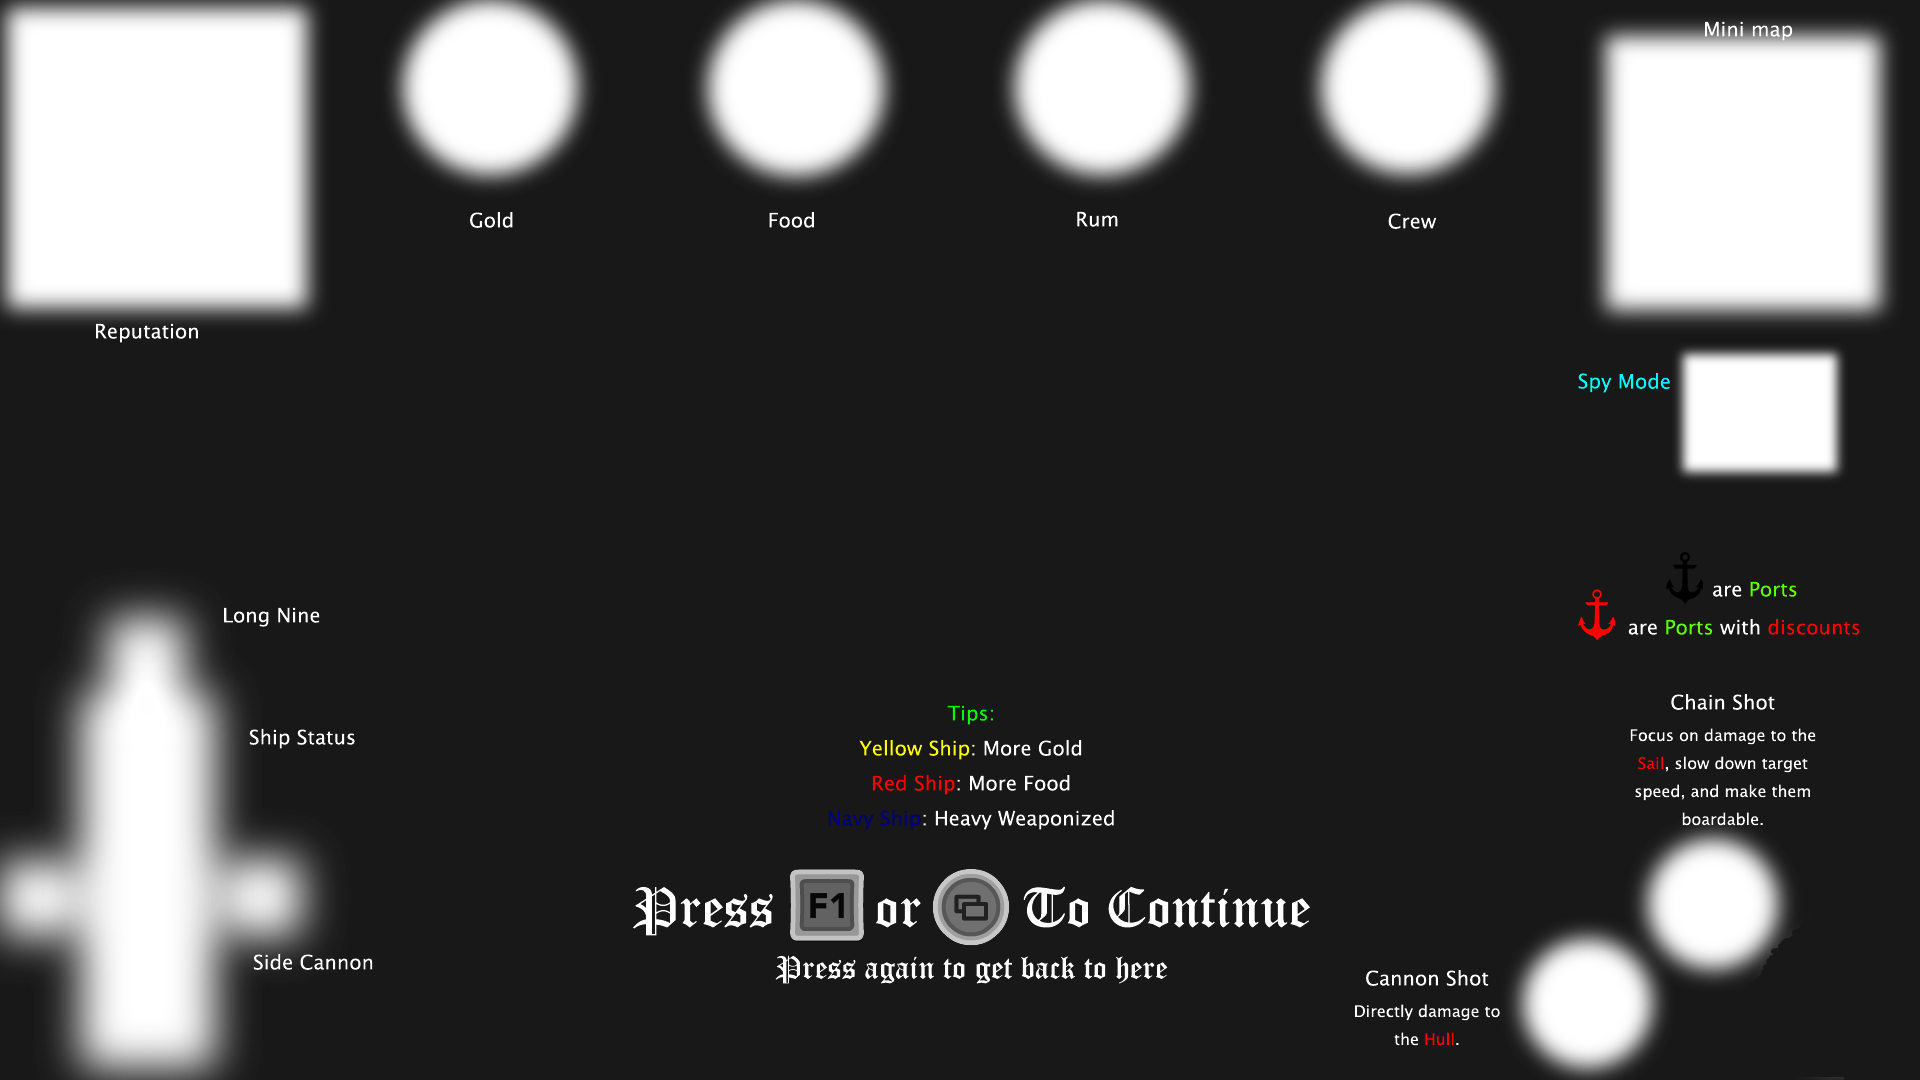 Mini map
Gold
Food
Rum
Crew
Reputation
Spy Mode
are Ports
are Ports with discounts
Long Nine
Ship Status
Side Cannon
Tips:
Yellow Ship: More Gold
Red Ship: More Food
Navy Ship: Heavy Weaponized
Press F1 or To Continue
Press again to get back to here
Chain Shot
Focus on damage to the
Sail, slow down target
speed, and make them
boardable.
Cannon Shot
Directly damage to
the Hull.